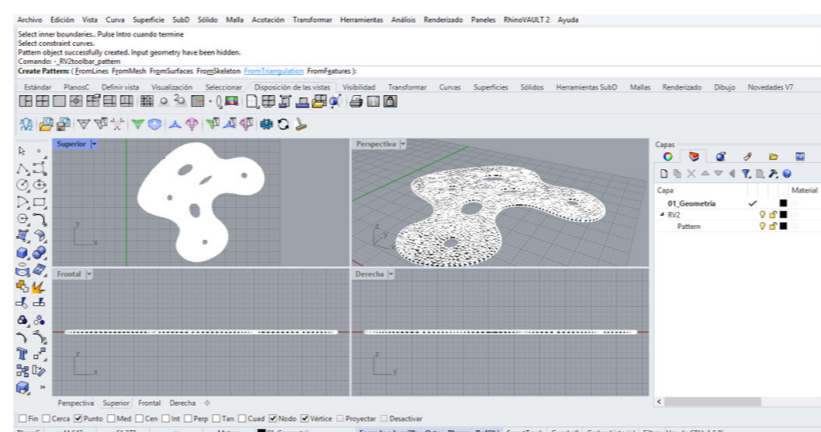 Archivo Edición Vista Curva Superficie SubD Sólido Malla Acotación Transformar Herramientas Análisis Renderizado Paneles RhinoVAULT 2 Ayuda
Select inner boundaries.. Pulse Intro cuando termine
Select constraint curves.
Pattern object successfully created. Input geometry have been hidden.
Comando: -_RV2toolbar_pattern
Create Pattern: ( FromLines FromMesh FromSurfaces FromSkeleton FromTriangulation FromFeatures ):
Estándar PlanosC Definir vista Visualización Seleccionar Disposición de las vistas Visibilidad Transformar Curvas Superficies Sólidos Herramientas SubD Mallas Renderizado Dibujo Novedades V7
Superior
Perspectiva
Capas
Capa Material
01_Geometria
RV2
Pattern
y
x
z
y
Frontal
Derecha
z
x
z
y
Perspectiva Superior Frontal Derecha
Fin Cerca Punto Med Cen Int Perp Tan Cuad Nodo Vértice Proyectar Desactivar